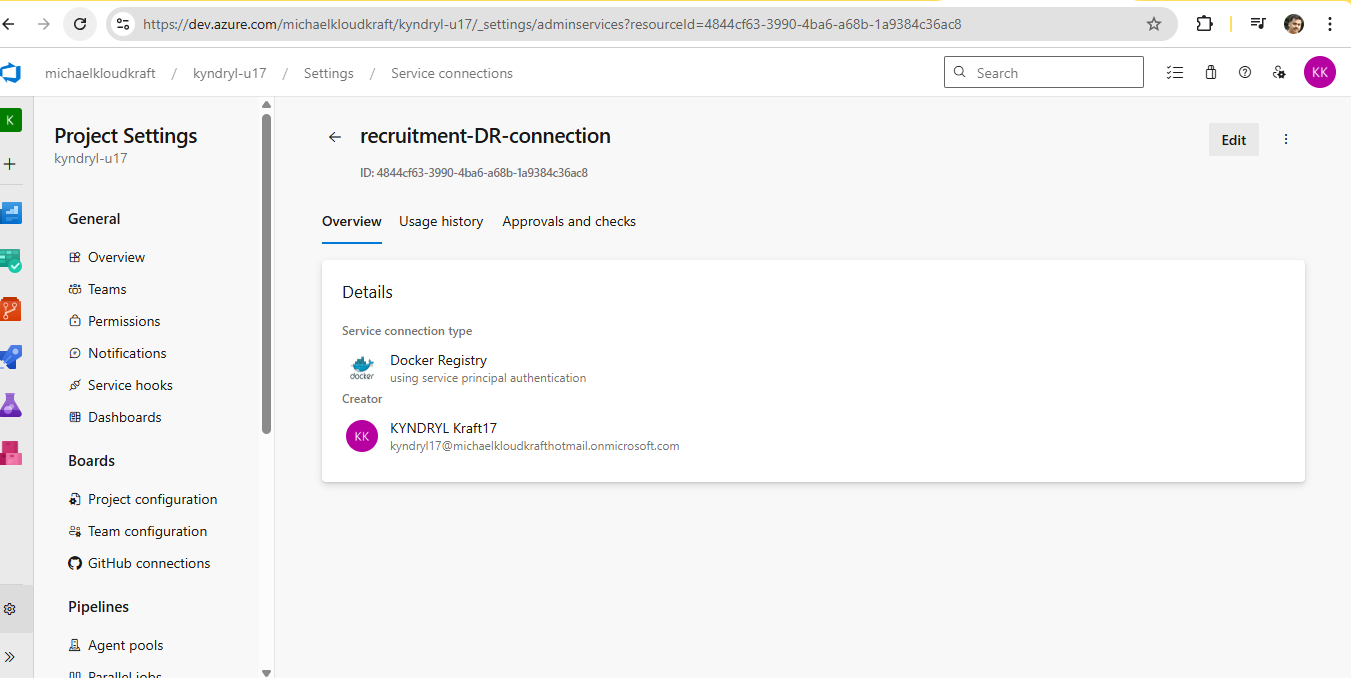 https://dev.azure.com/michaelkloudkraft/kyndryl-u17/_settings/adminservices?resourceId=4844cf63-3990-4ba6-a68b-1a9384c36ac8
michaelkloudkraft / kyndryl-u17 / Settings / Service connections
Search
KK
K
Project Settings
kyndryl-u17
General
Overview
Teams
Permissions
Notifications
Service hooks
Dashboards
Boards
Project configuration
Team configuration
GitHub connections
Pipelines
Agent pools
Parallel jobs
recruitment-DR-connection
Edit
ID: 4844cf63-3990-4ba6-a68b-1a9384c36ac8
Overview Usage history Approvals and checks
Details
Service connection type
docker
Docker Registry
using service principal authentication
Creator
KK
KYNDRYL Kraft17
kyndryl17@michaelkloudkrafthotmail.onmicrosoft.com